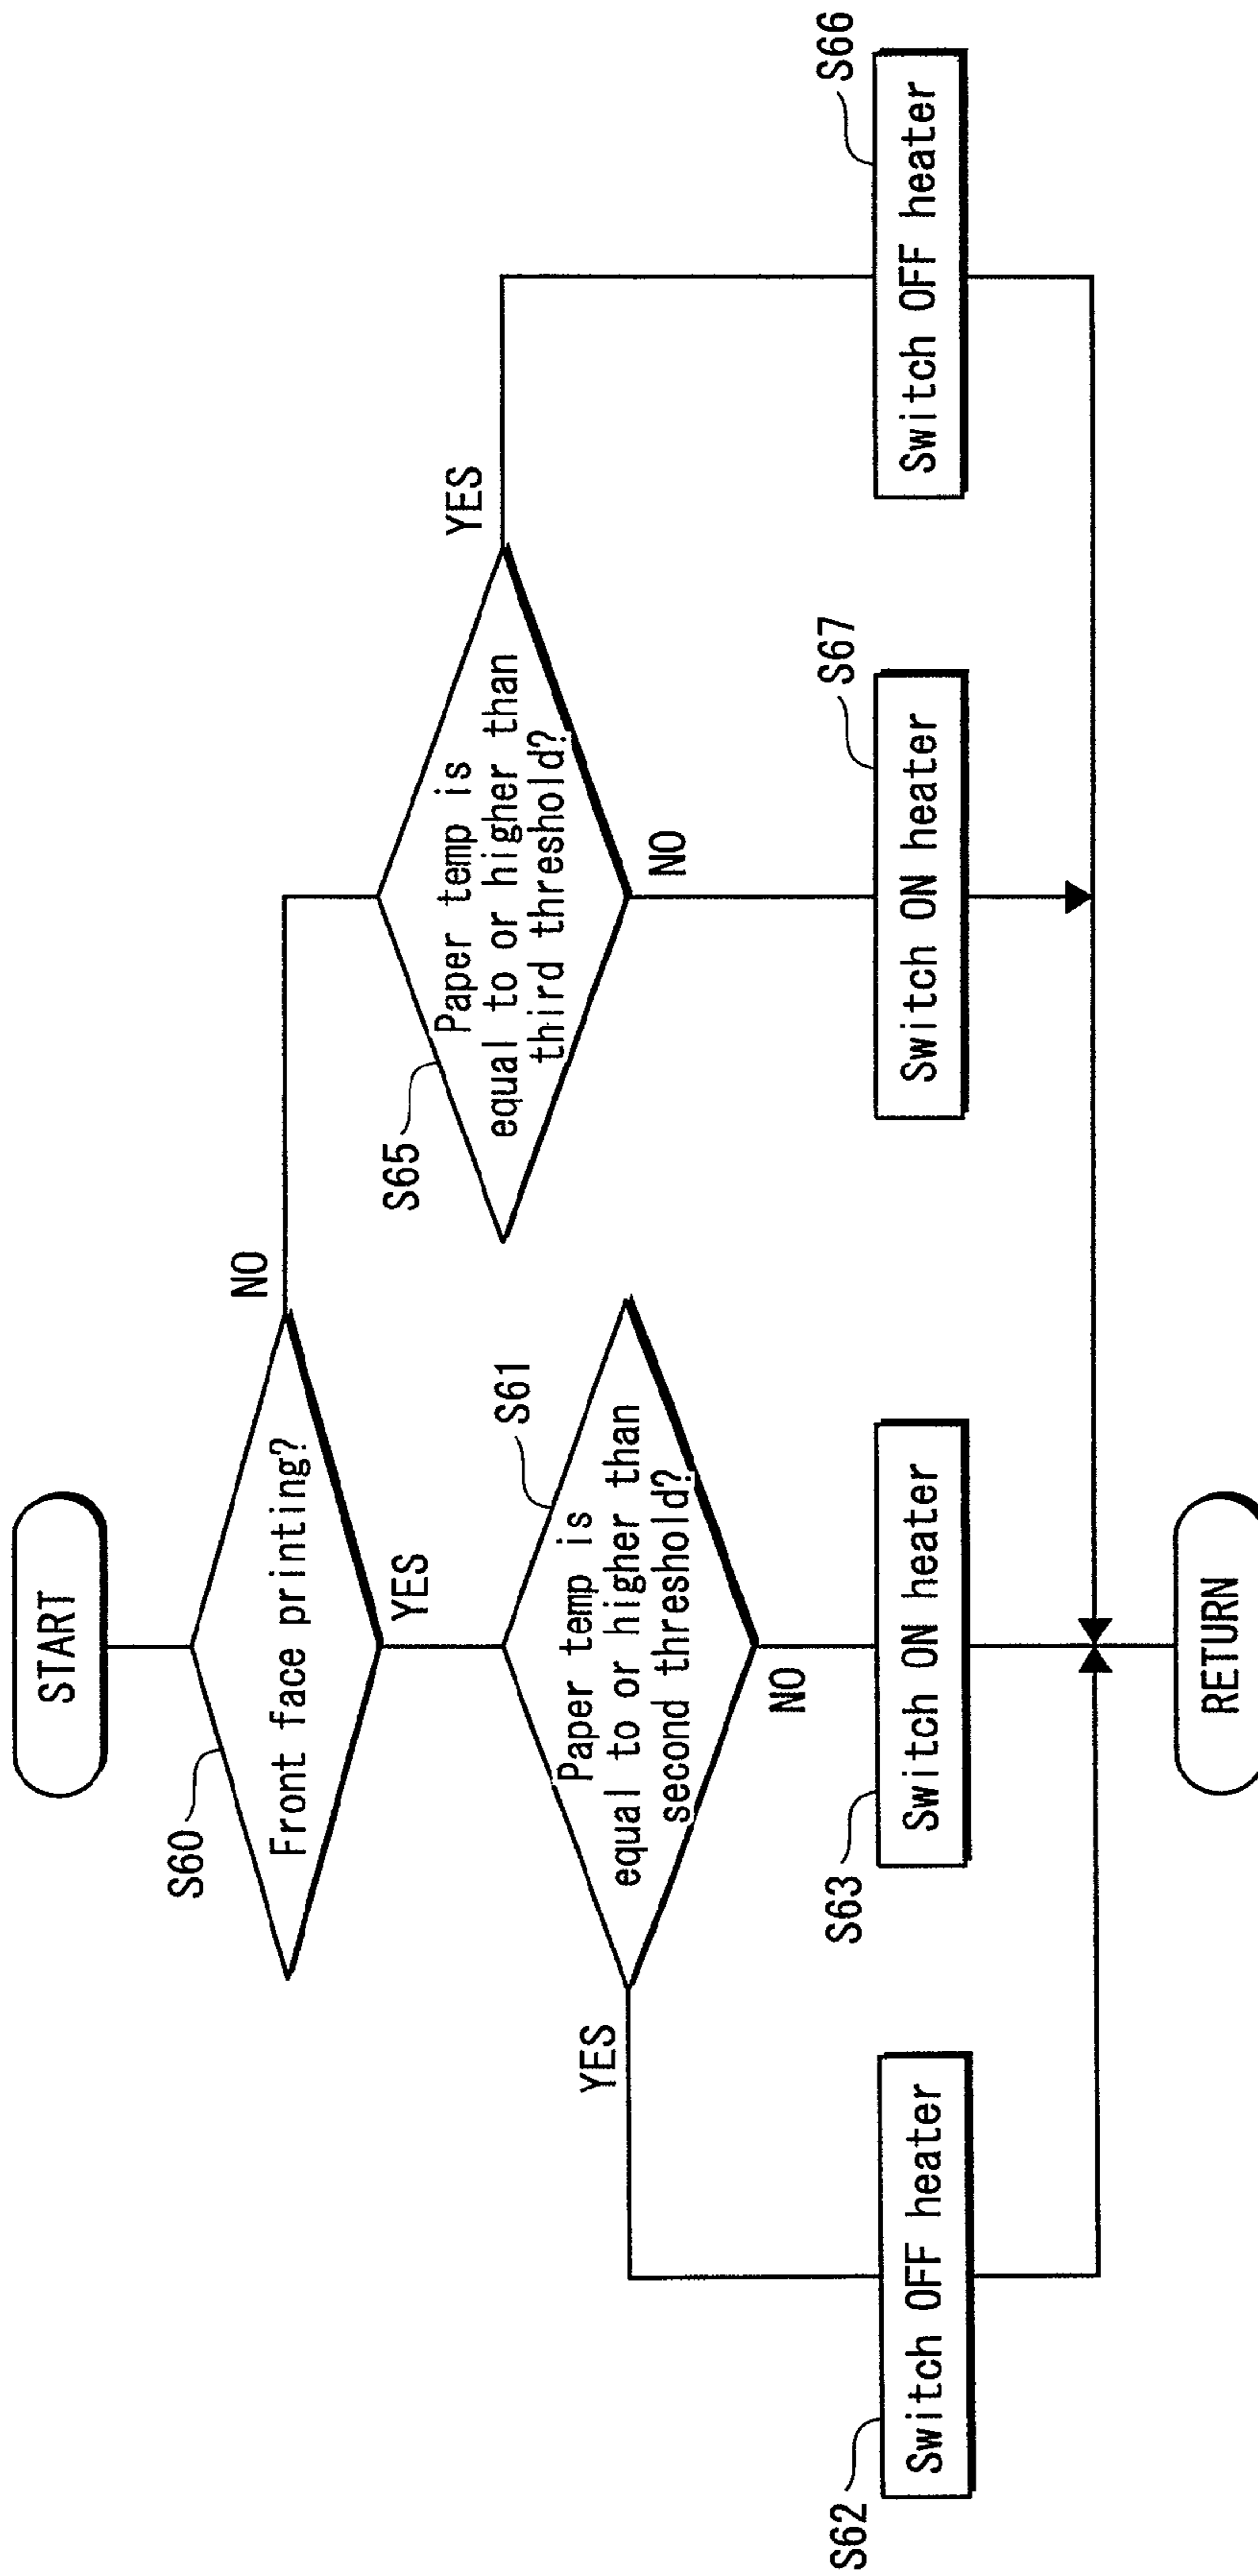 START
S60
Front face printing?
NO
YES
S61
Paper temp is
equal to or higher than
second threshold?
YES
NO
S65
Paper temp is
equal to or higher than
third threshold?
YES
NO
S62
Switch OFF heater
S63
Switch ON heater
S67
Switch ON heater
S66
Switch OFF heater
RETURN